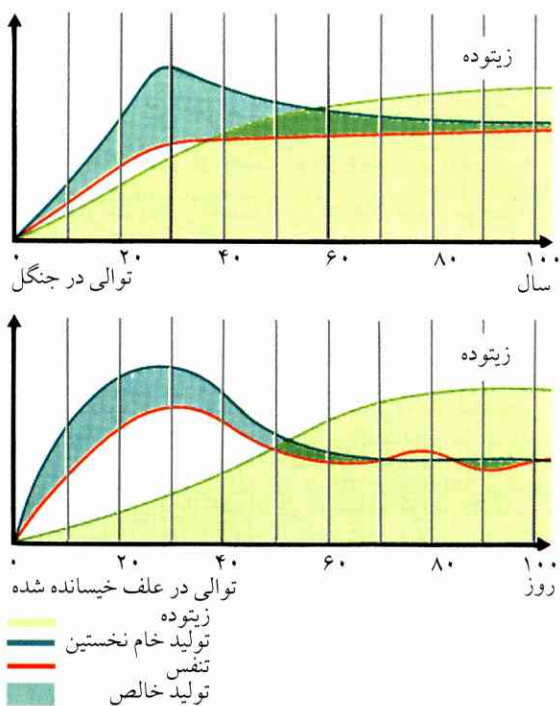 زیتوده
۰ ۲۰ ۴۰ ۶۰ ۸۰ ۱۰۰
توالی در جنگل
سال
زیتوده
۰ ۲۰ ۴۰ ۶۰ ۸۰ ۱۰۰
توالی در علف خیسانده شده
روز
زیتوده
تولید خام نخستین
تنفس
تولید خالص